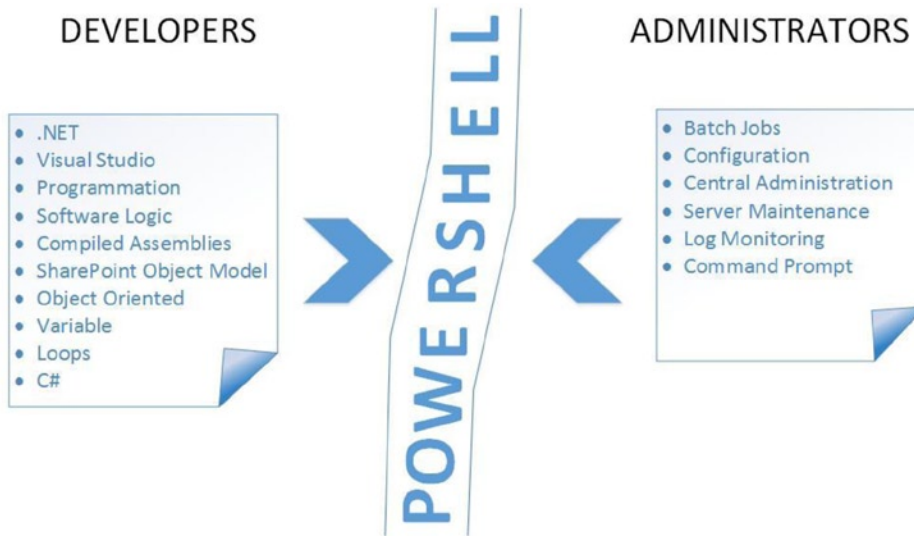 DEVELOPERS
• .NET
• Visual Studio
• Programmation
• Software Logic
• Compiled Assemblies
• SharePoint Object Model
• Object Oriented
• Variable
• Loops
• C#
POWERSHELL
ADMINISTRATORS
• Batch Jobs
• Configuration
• Central Administration
• Server Maintenance
• Log Monitoring
• Command Prompt